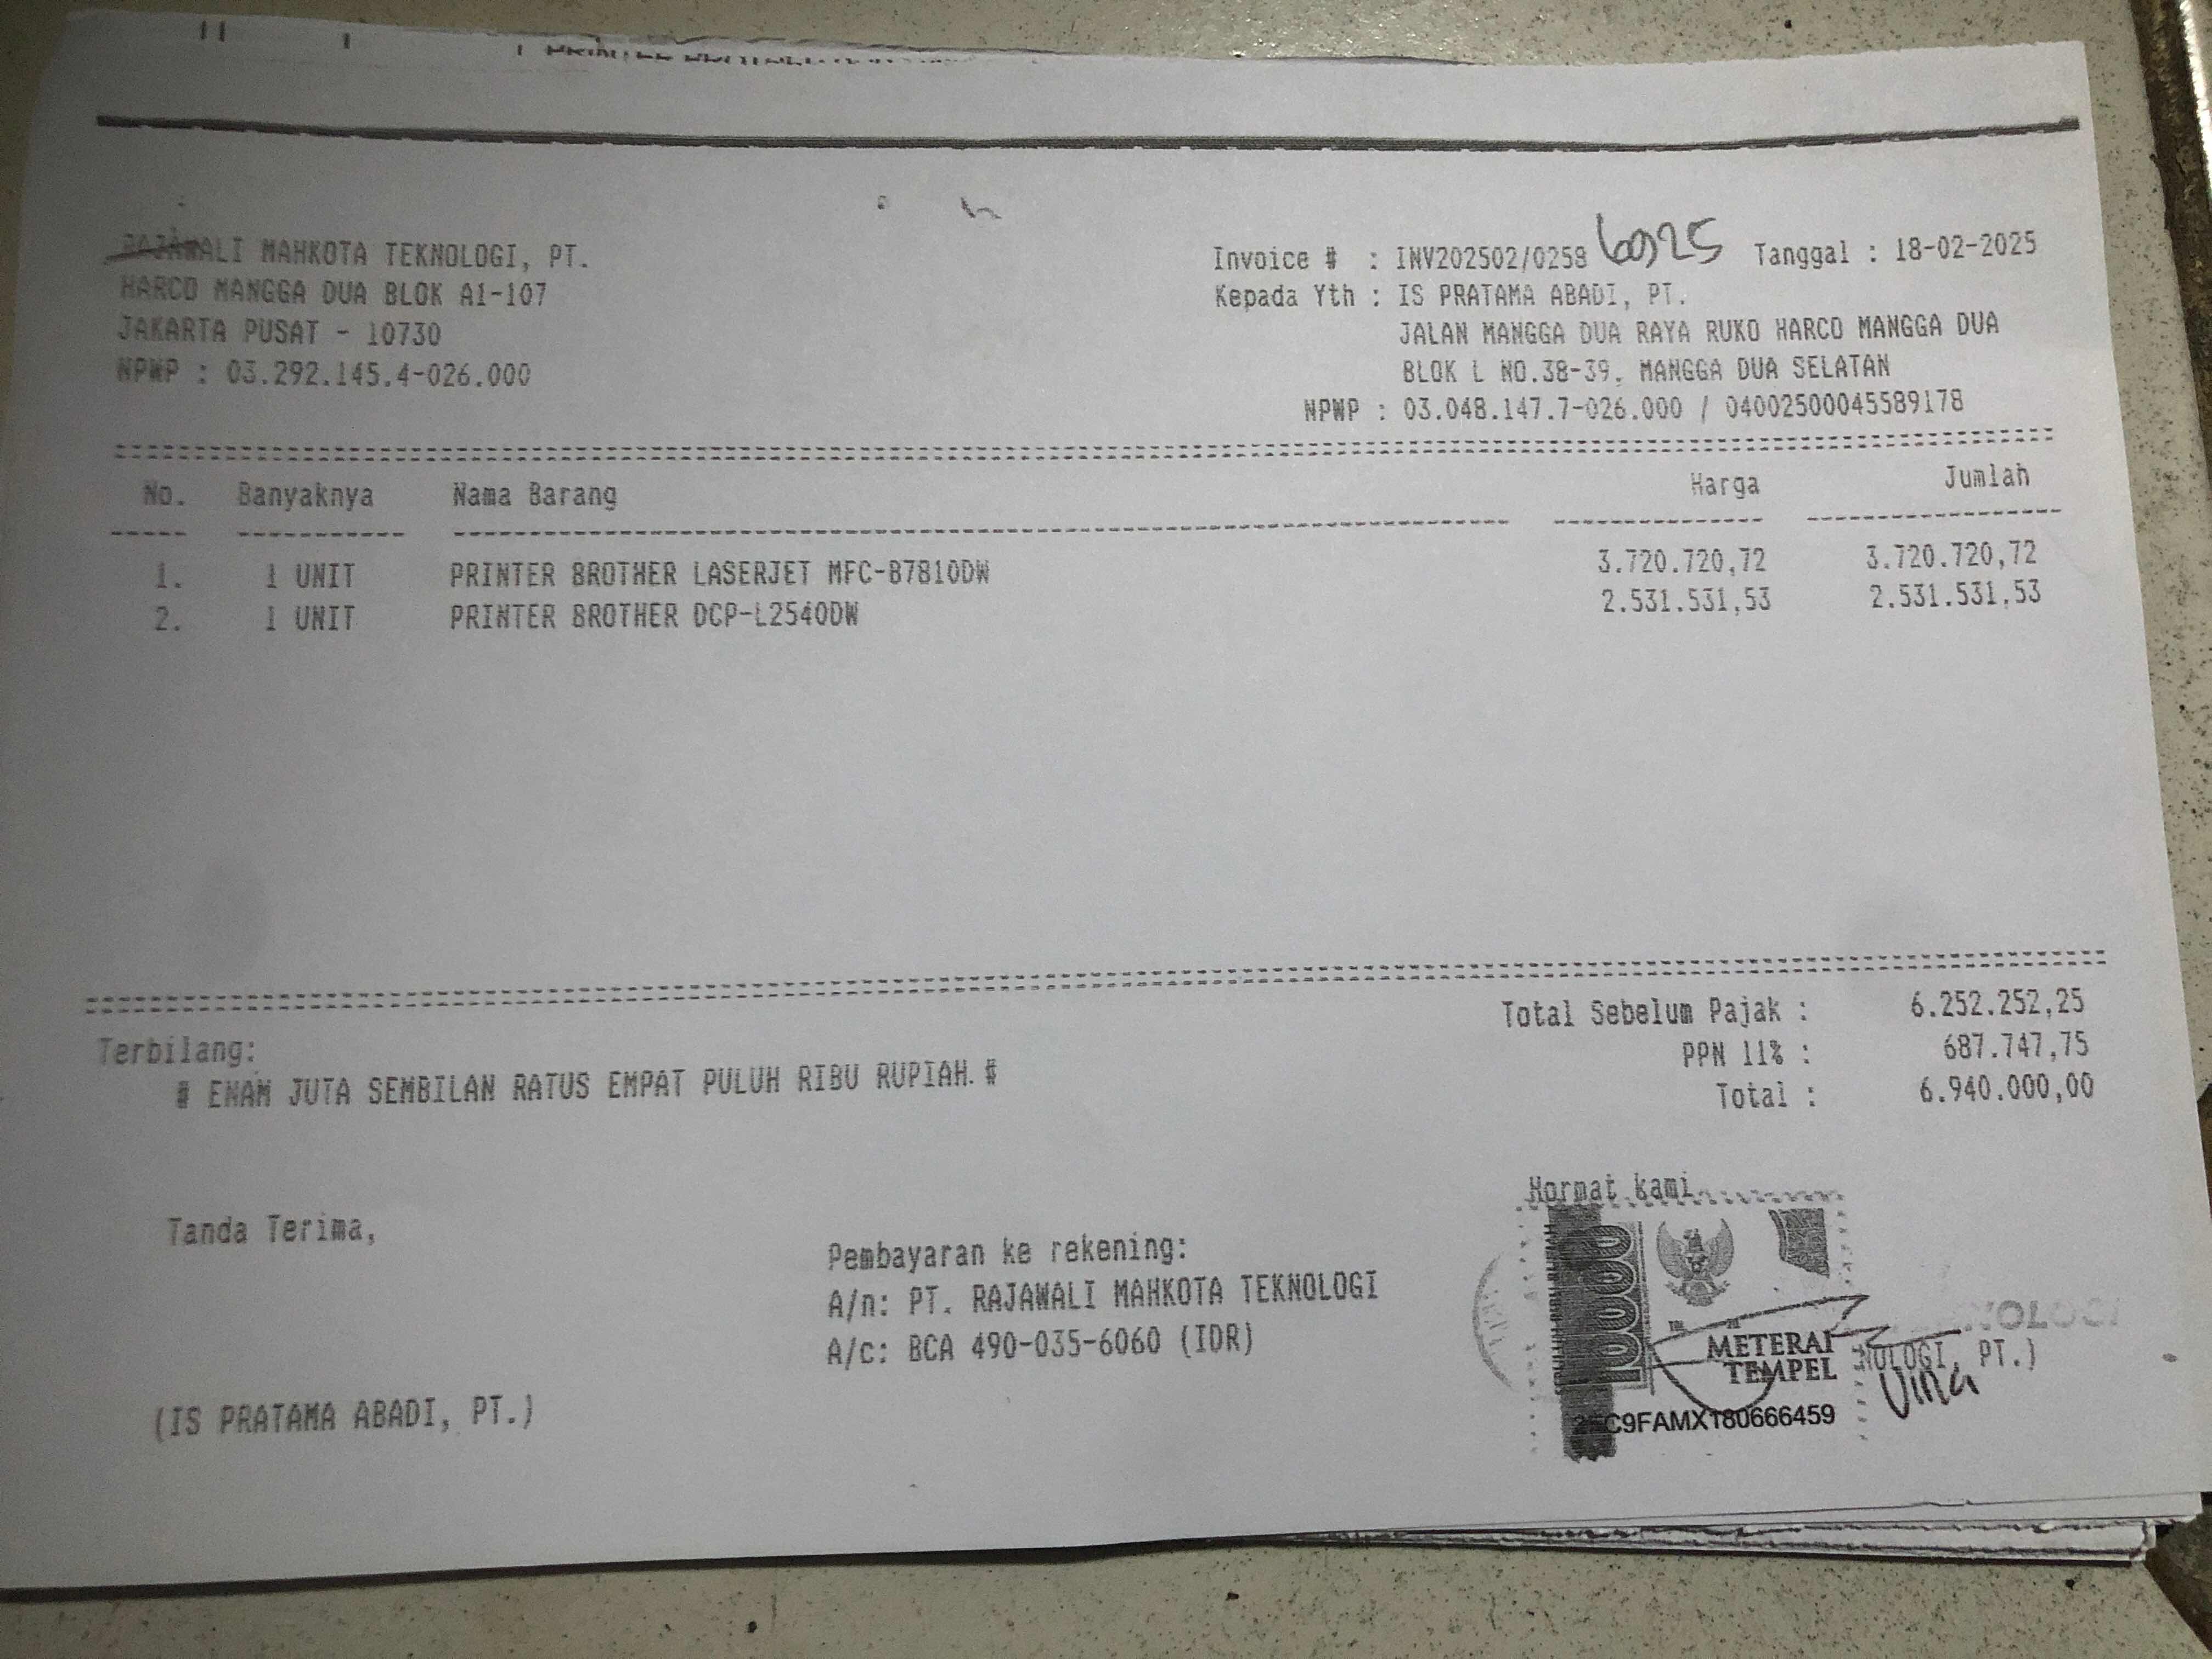 RAJAWALI MAHKOTA TEKNOLOGI, PT.
HARCO MANGGA DUA BLOK A1-107
JAKARTA PUSAT - 10730
NPWP : 03.292.145.4-026.000
Invoice # : INV202502/0258 Tanggal : 18-02-2025
Kepada Yth : IS PRATAMA ABADI, PT.
JALAN MANGGA DUA RAYA RUKO HARCO MANGGA DUA
BLOK L NO.38-39, MANGGA DUA SELATAN
NPWP : 03.048.147.7-026.000 / 04002500045589178
No. Banyaknya Nama Barang Harga Jumlah
1. 1 UNIT PRINTER BROTHER LASERJET MFC-B7810DW 3.720.720,72 3.720.720,72
2. 1 UNIT PRINTER BROTHER DCP-L2540DW 2.531.531,53 2.531.531,53
Total Sebelum Pajak : 6.252.252,25
PPN 11% : 687.747,75
Total : 6.940.000,00
Terbilang:
# ENAM JUTA SEMBILAN RATUS EMPAT PULUH RIBU RUPIAH. #
Tanda Terima,
(IS PRATAMA ABADI, PT.)
Pembayaran ke rekening:
A/n: PT. RAJAWALI MAHKOTA TEKNOLOGI
A/c: BCA 490-035-6060 (IDR)
Hormat kami
10000
METERAI
TEMPEL
C9FAMX180666459
NOLOGI, PT.)
Vina